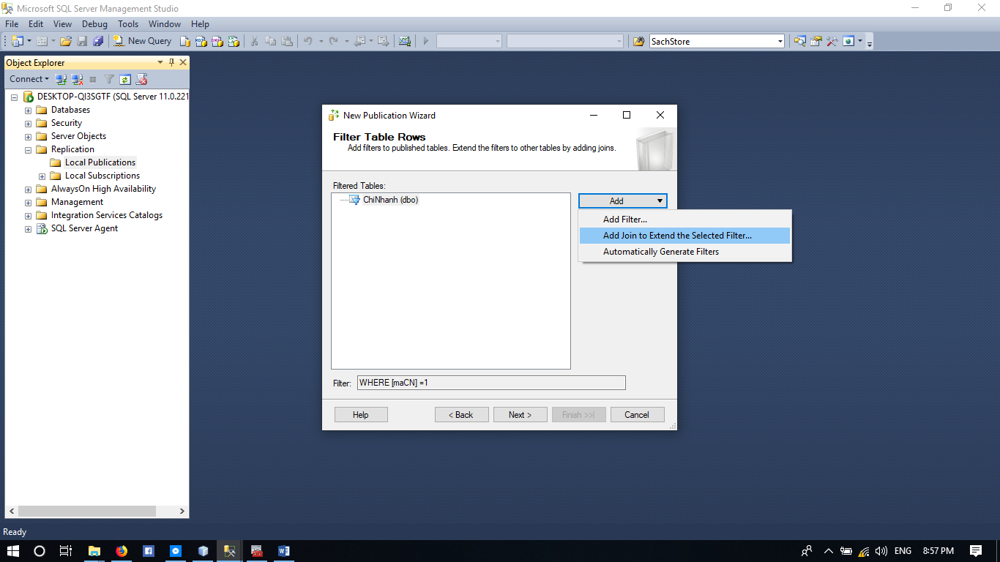 Microsoft SQL Server Management Studio
File Edit View Debug Tools Window Help
New Query
SachStore
Object Explorer
Connect
DESKTOP-QI3SGTF (SQL Server 11.0.221
Databases
Security
Server Objects
Replication
Local Publications
Local Subscriptions
AlwaysOn High Availability
Management
Integration Services Catalogs
SQL Server Agent
New Publication Wizard
Filter Table Rows
Add filters to published tables. Extend the filters to other tables by adding joins.
Filtered Tables:
ChiNhanh (dbo)
Add
Add Filter...
Add Join to Extend the Selected Filter...
Automatically Generate Filters
Filter: WHERE [maCN] =1
Help < Back Next > Finish >>| Cancel
Ready
ENG 8:57 PM